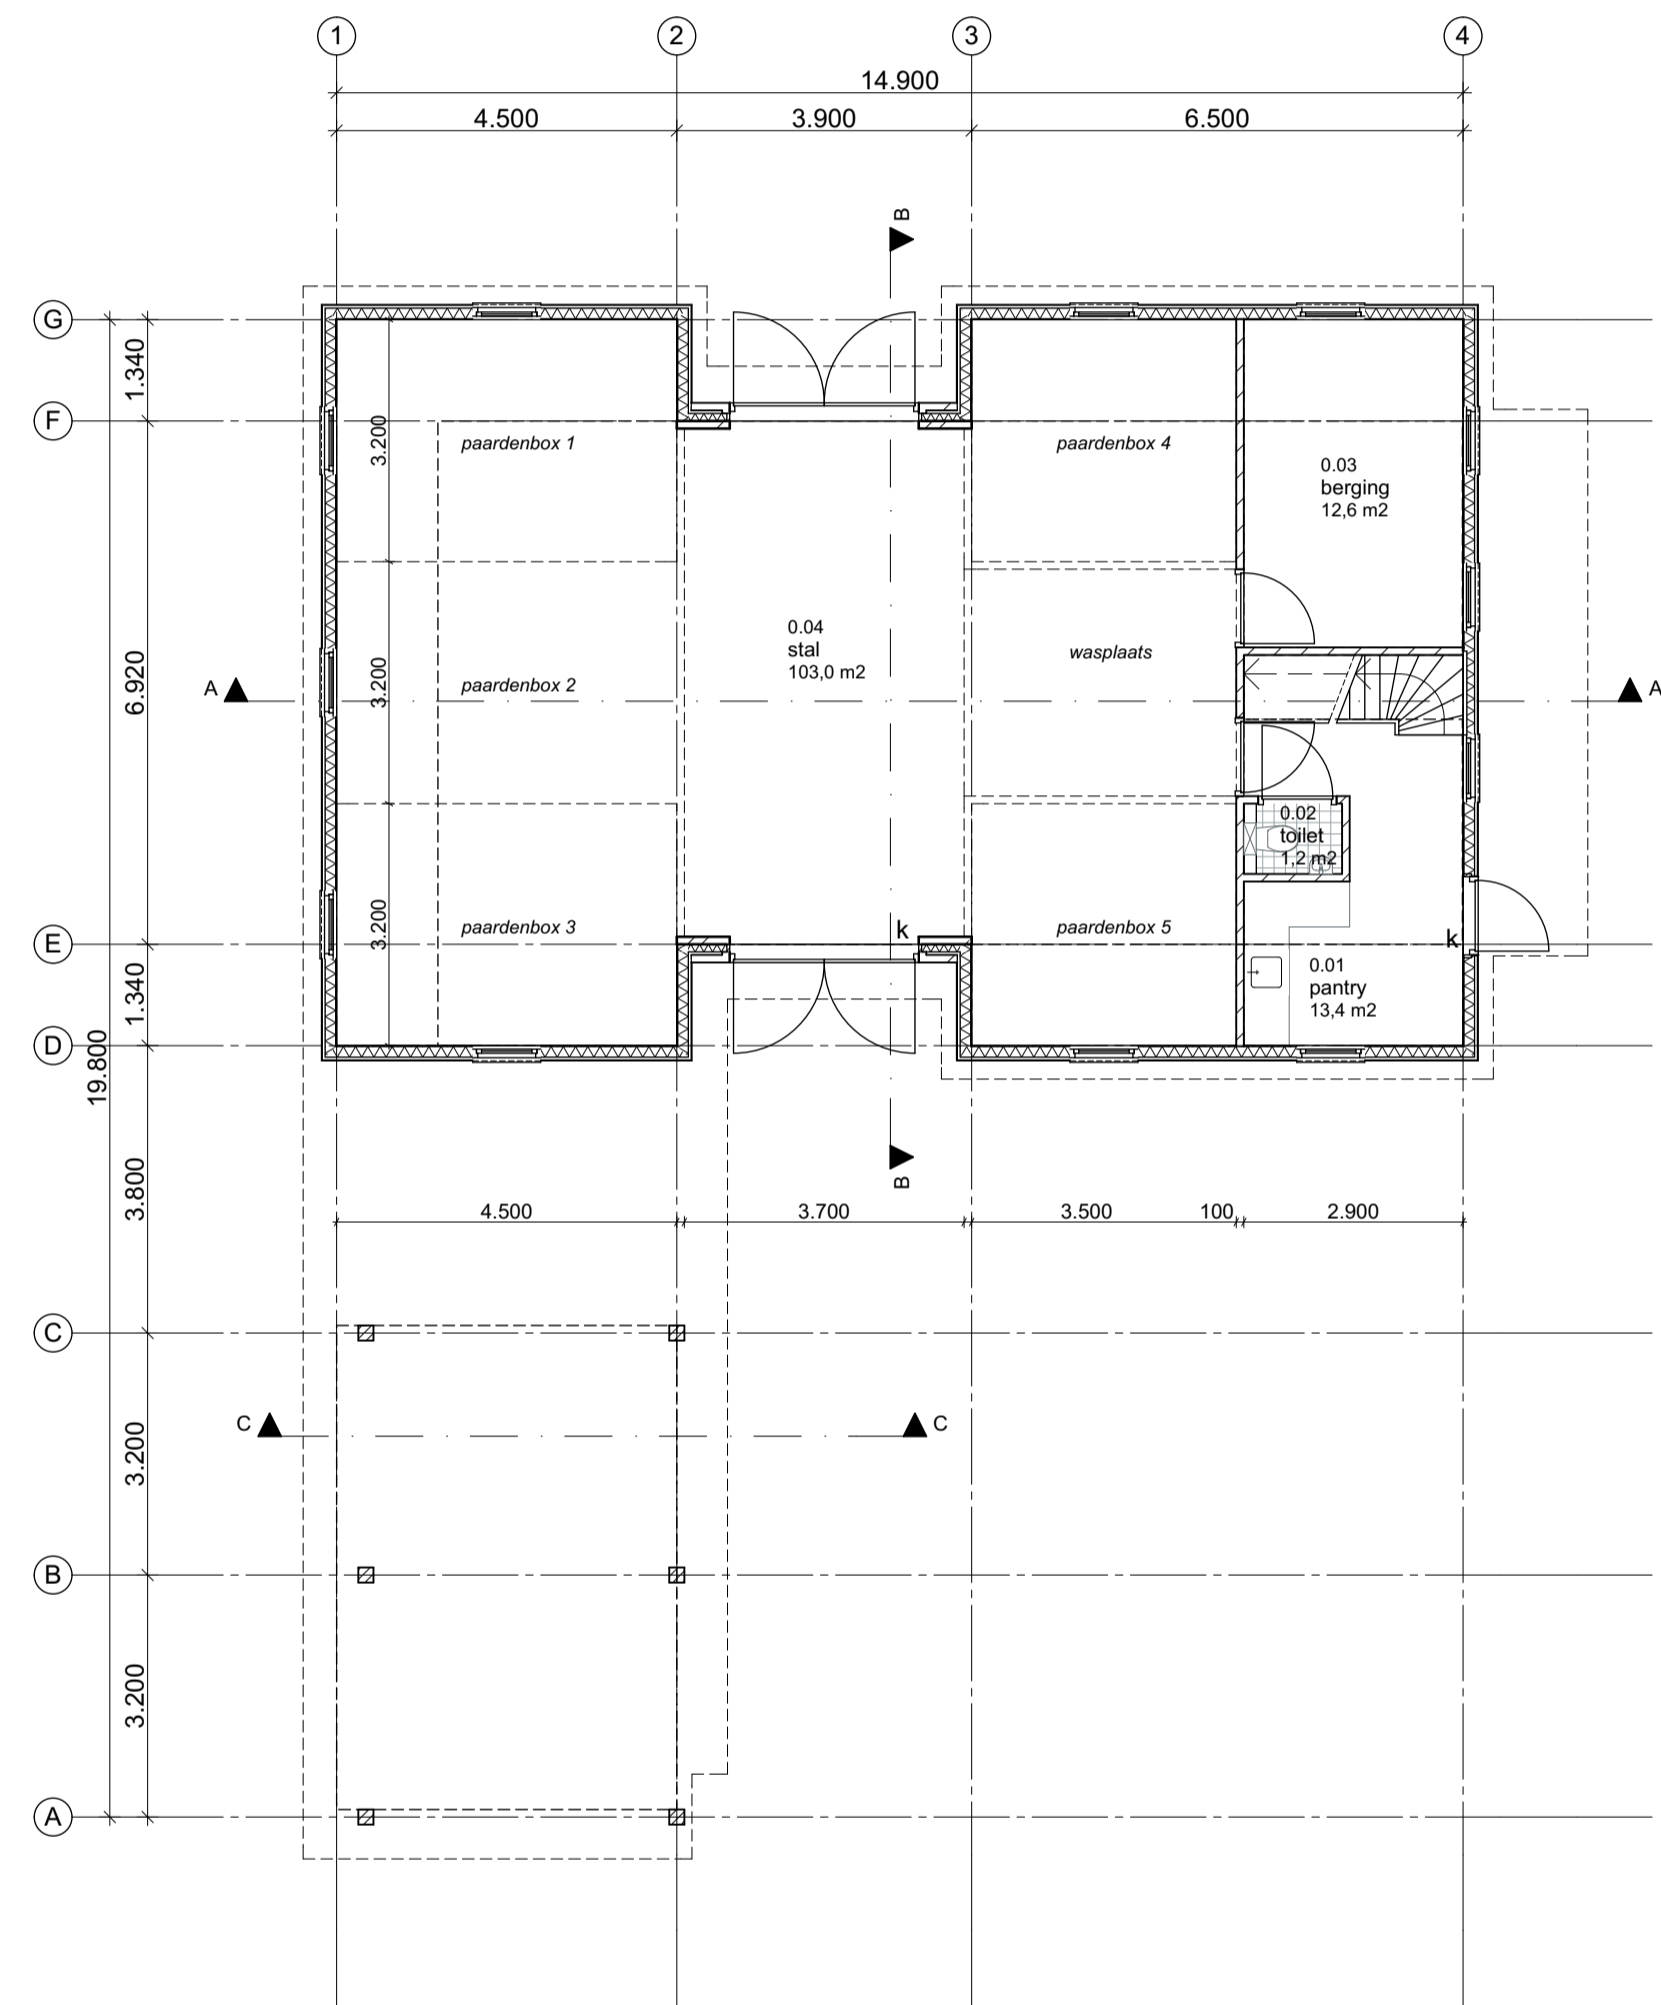 1 2 3 4
14.900
4.500 3.900 6.500
B
G
1.340
F
3.200
paardenbox 1
paardenbox 4
0.03
berging
12,6 m2
6.920
0.04
stal
103,0 m2
wasplaats
A
3.200
paardenbox 2
A
0.02
toilet
1,2 m2
3.200
paardenbox 3
k
paardenbox 5
k
E
0.01
pantry
13,4 m2
1.340
D
19.800
3.800
B
4.500 3.700 3.500 100 2.900
C
C C
3.200
B
3.200
A